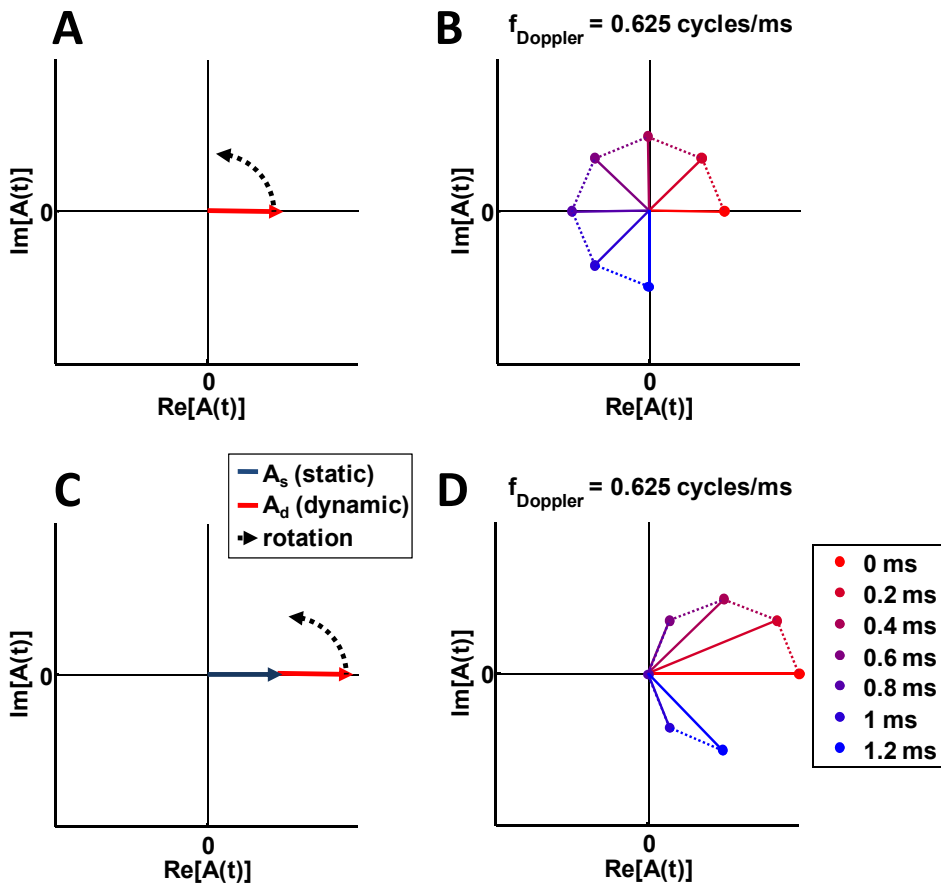 A
Im[A(t)]
0
0
Re[A(t)]
B
f_Doppler = 0.625 cycles/ms
Im[A(t)]
0
0
Re[A(t)]
C
A_s (static)
A_d (dynamic)
rotation
Im[A(t)]
0
0
Re[A(t)]
D
f_Doppler = 0.625 cycles/ms
Im[A(t)]
0
0
Re[A(t)]
0 ms
0.2 ms
0.4 ms
0.6 ms
0.8 ms
1 ms
1.2 ms